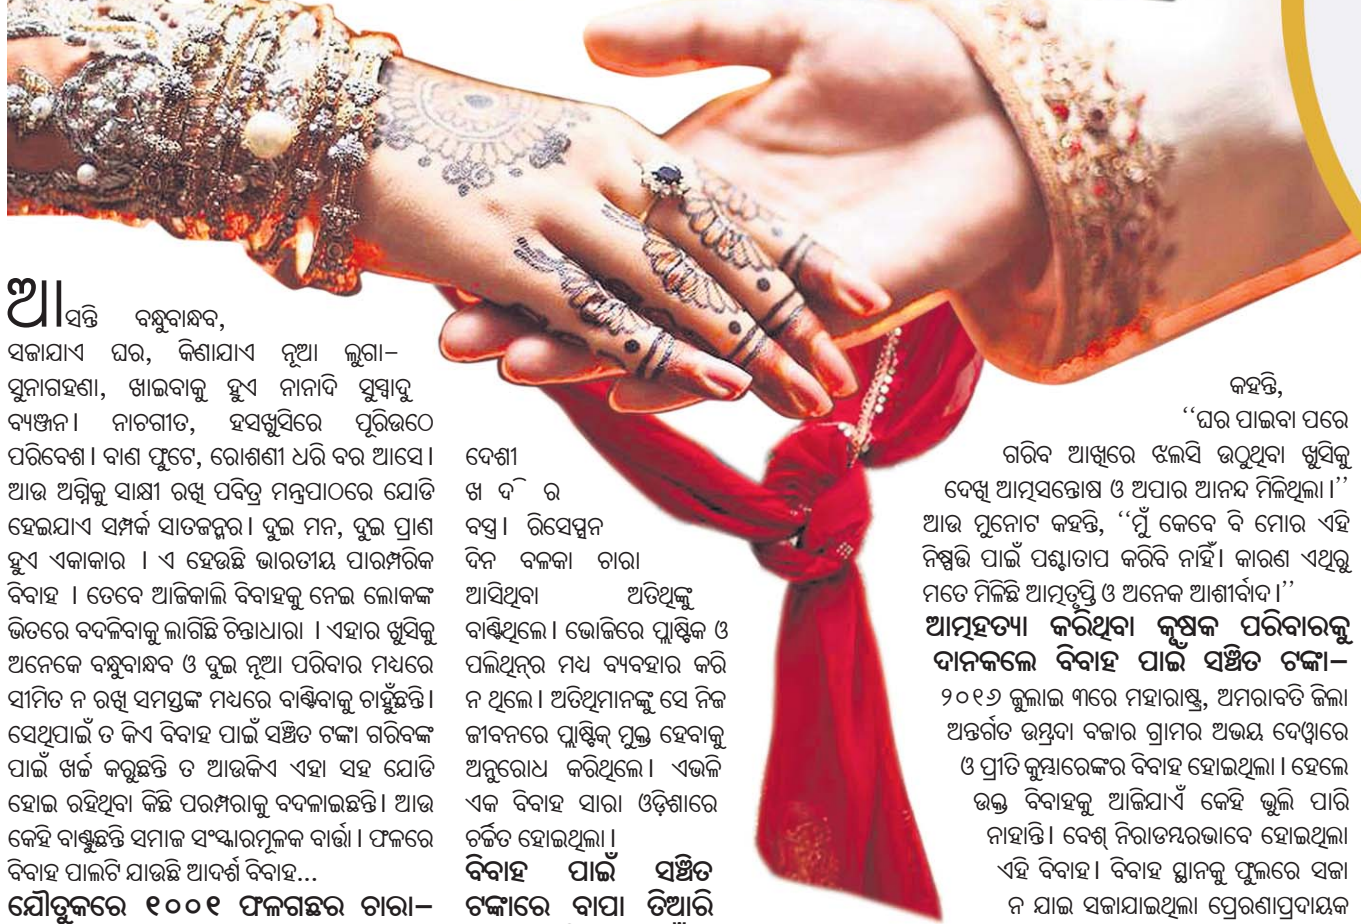 ଆସନ୍ତି ବନ୍ଧୁବାନ୍ଧବ,
ସଜାଯାଏ ଘର, କିଣାଯାଏ ନୂଆ ଲୁଗା–
ସୁନାଗହଣା, ଖାଇବାକୁ ହୁଏ ନାନାଦି ସୁସ୍ବାଦୁ
ବ୍ୟଞ୍ଜନ। ନାଚଗୀତ, ହସଖୁସିରେ ପୂରିଉଠେ
ପରିବେଶ। ବାଣ ଫୁଟେ, ରୋଶଣୀ ଧରି ବର ଆସେ।
ଆଉ ଅଗ୍ନିକୁ ସାକ୍ଷୀ ରଖି ପବିତ୍ର ମନ୍ତ୍ରପାଠରେ ଯୋଡି
ହେଇଯାଏ ସମ୍ପର୍କ ସାତଜନ୍ମର। ଦୁଇ ମନ, ଦୁଇ ପ୍ରାଣ
ହୁଏ ଏକାକାର । ଏ ହେଉଛି ଭାରତୀୟ ପାରମ୍ପରିକ
ବିବାହ । ତେବେ ଆଜିକାଲି ବିବାହକୁ ନେଇ ଲୋକଙ୍କ
ଭିତରେ ବଦଳିବାକୁ ଲାଗିଛି ଚିନ୍ତାଧାରା । ଏହାର ଖୁସିକୁ
ଅନେକେ ବନ୍ଧୁବାନ୍ଧବ ଓ ଦୁଇ ନୂଆ ପରିବାର ମଧ୍ୟରେ
ସୀମିତ ନ ରଖି ସମସ୍ତଙ୍କ ମଧ୍ୟରେ ବାଣ୍ଟିବାକୁ ଚାହୁଁଛନ୍ତି।
ସେଥିପାଇଁ ତ କିଏ ବିବାହ ପାଇଁ ସଞ୍ଚିତ ଟଙ୍କା ଗରିବଙ୍କ
ପାଇଁ ଖର୍ଚ୍ଚ କରୁଛନ୍ତି ତ ଆଉକିଏ ଏହା ସହ ଯୋଡି
ହୋଇ ରହିଥିବା କିଛି ପରମ୍ପରାକୁ ବଦଳାଇଛନ୍ତି। ଆଉ
କେହି ବାଣ୍ଟୁଛନ୍ତି ସମାଜ ସଂସ୍କାରମୂଳକ ବାର୍ତ୍ତା। ଫଳରେ
ବିବାହ ପାଲଟି ଯାଉଛି ଆଦର୍ଶ ବିବାହ...
ଯୌତୁକରେ ୧୦୦୧ ଫଳଗଛର ଚାରା–
ଦେଶୀ
ଖଦିର
ବସ୍ତ୍ର। ରିସେପ୍ସନ
ଦିନ ବଳକା ଚାରା
ଆସିଥିବା ଅତିଥିଙ୍କୁ
ବାଣ୍ଟିଥିଲେ। ଭୋଜିରେ ପ୍ଲାଷ୍ଟିକ ଓ
ପଲିଥିନ୍‌ର ମଧ୍ୟ ବ୍ୟବହାର କରି
ନ ଥିଲେ। ଅତିଥିମାନଙ୍କୁ ସେ ନିଜ
ଜୀବନରେ ପ୍ଲାଷ୍ଟିକ୍ ମୁକ୍ତ ହେବାକୁ
ଅନୁରୋଧ କରିଥିଲେ। ଏଭଳି
ଏକ ବିବାହ ସାରା ଓଡ଼ିଶାରେ
ଚର୍ଚ୍ଚିତ ହୋଇଥିଲା।
ବିବାହ ପାଇଁ ସଞ୍ଚିତ
ଟଙ୍କାରେ ବାପା ତିଆରି
କହନ୍ତି,
‘‘ଘର ପାଇବା ପରେ
ଗରିବ ଆଖିରେ ଝଲସି ଉଠୁଥିବା ଖୁସିକୁ
ଦେଖି ଆତ୍ମସନ୍ତୋଷ ଓ ଅପାର ଆନନ୍ଦ ମିଳିଥିଲା।’’
ଆଉ ମୁନୋଟ କହନ୍ତି, ‘‘ମୁଁ କେବେ ବି ମୋର ଏହି
ନିଷ୍ପତ୍ତି ପାଇଁ ପଶ୍ଚାତାପ କରିବି ନାହିଁ। କାରଣ ଏଥିରୁ
ମତେ ମିଳିଛି ଆତ୍ମତୃପ୍ତି ଓ ଅନେକ ଆଶୀର୍ବାଦ।’’
ଆତ୍ମହତ୍ୟା କରିଥିବା କୃଷକ ପରିବାରକୁ
ଦାନକଲେ ବିବାହ ପାଇଁ ସଞ୍ଚିତ ଟଙ୍କା–
୨୦୧୬ ଜୁଲାଇ ୩ରେ ମହାରାଷ୍ଟ୍ର, ଅମରାବତି ଜିଲା
ଅନ୍ତର୍ଗତ ଉମ୍ବ୍ରଦା ବଜାର ଗ୍ରାମର ଅଭୟ ଦେୱାରେ
ଓ ପ୍ରୀତି କୁମ୍ଭାରେଙ୍କର ବିବାହ ହୋଇଥିଲା। ହେଲେ
ଉକ୍ତ ବିବାହକୁ ଆଜିଯାଏଁ କେହି ଭୁଲି ପାରି
ନାହାନ୍ତି। ବେଶ୍ ନିରାଡମ୍ବରଭାବେ ହୋଇଥିଲା
ଏହି ବିବାହ। ବିବାହ ସ୍ଥାନକୁ ଫୁଲରେ ସଜା
ନ ଯାଇ ସଜାଯାଇଥିଲା ପ୍ରେରଣାପ୍ରଦାୟକ